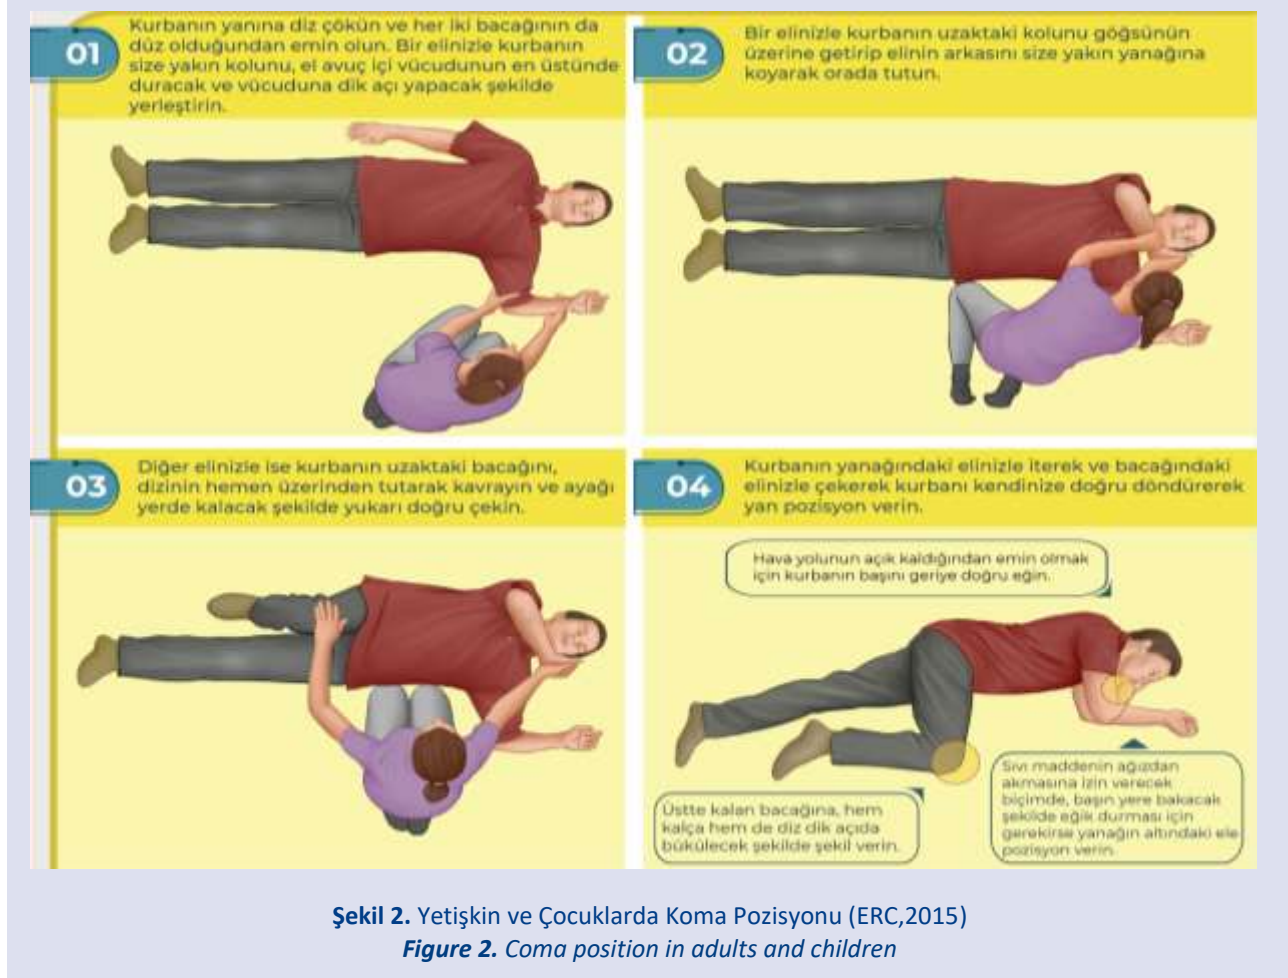 01
Kurbanın yanına diz çökün ve her iki bacağının da
düz olduğundan emin olun. Bir elinizle kurbanın
size yakın kolunu, el avuç içi vücudunun en üstünde
duracak ve vücuduna dik açı yapacak şekilde
yerleştirin.
02
Bir elinizle kurbanın uzaktaki kolunu göğsünün
üzerine getirip elinin arkasını size yakın yanağına
koyarak orada tutun.
03
Diğer elinizle ise kurbanın uzaktaki bacağını,
dizinin hemen üzerinden tutarak kavrayın ve ayağı
yerde kalacak şekilde yukarı doğru çekin.
04
Kurbanın yanağındaki elinizle iterek ve bacağındaki
elinizle çekerek kurbanı kendinize doğru döndürerek
yan pozisyon verin.
Hava yolunun açık kaldığından emin olmak
için kurbanın başını geriye doğru eğin.
Üstte kalan bacağına, hem
kalça hem de diz dik açıda
bükülecek şekilde şekil verin.
Sıvı maddenin ağızdan
akmasına izin verecek
biçimde, başın yere bakacak
şekilde eğik durması için
gerekirse yanağın altındaki ele
pozisyon verin.
Şekil 2. Yetişkin ve Çocuklarda Koma Pozisyonu (ERC,2015)
Figure 2. Coma position in adults and children